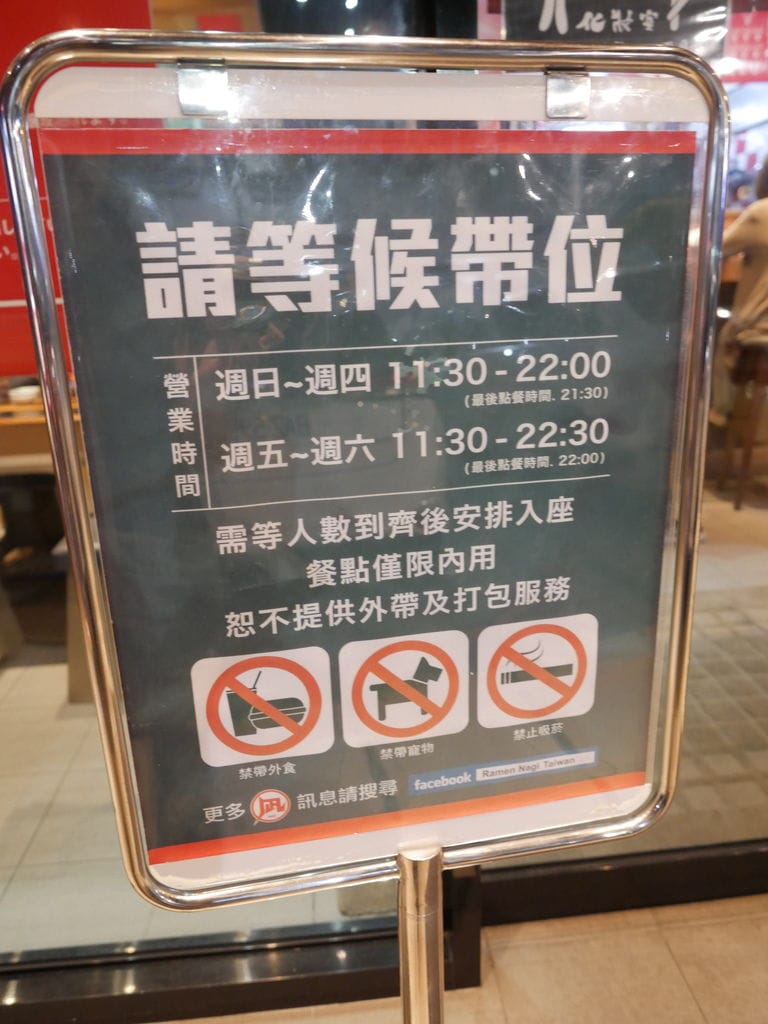 化粧室
請等候帶位
營業時間
週日~週四 11:30 - 22:00
(最後點餐時間. 21:30)
週五~週六 11:30 - 22:30
(最後點餐時間. 22:00)
需等人數到齊後安排入座
餐點僅限內用
恕不提供外帶及打包服務
禁帶外食
禁帶寵物
禁止吸菸
更多 凪 訊息請搜尋 facebook Ramen Nagi Taiwan